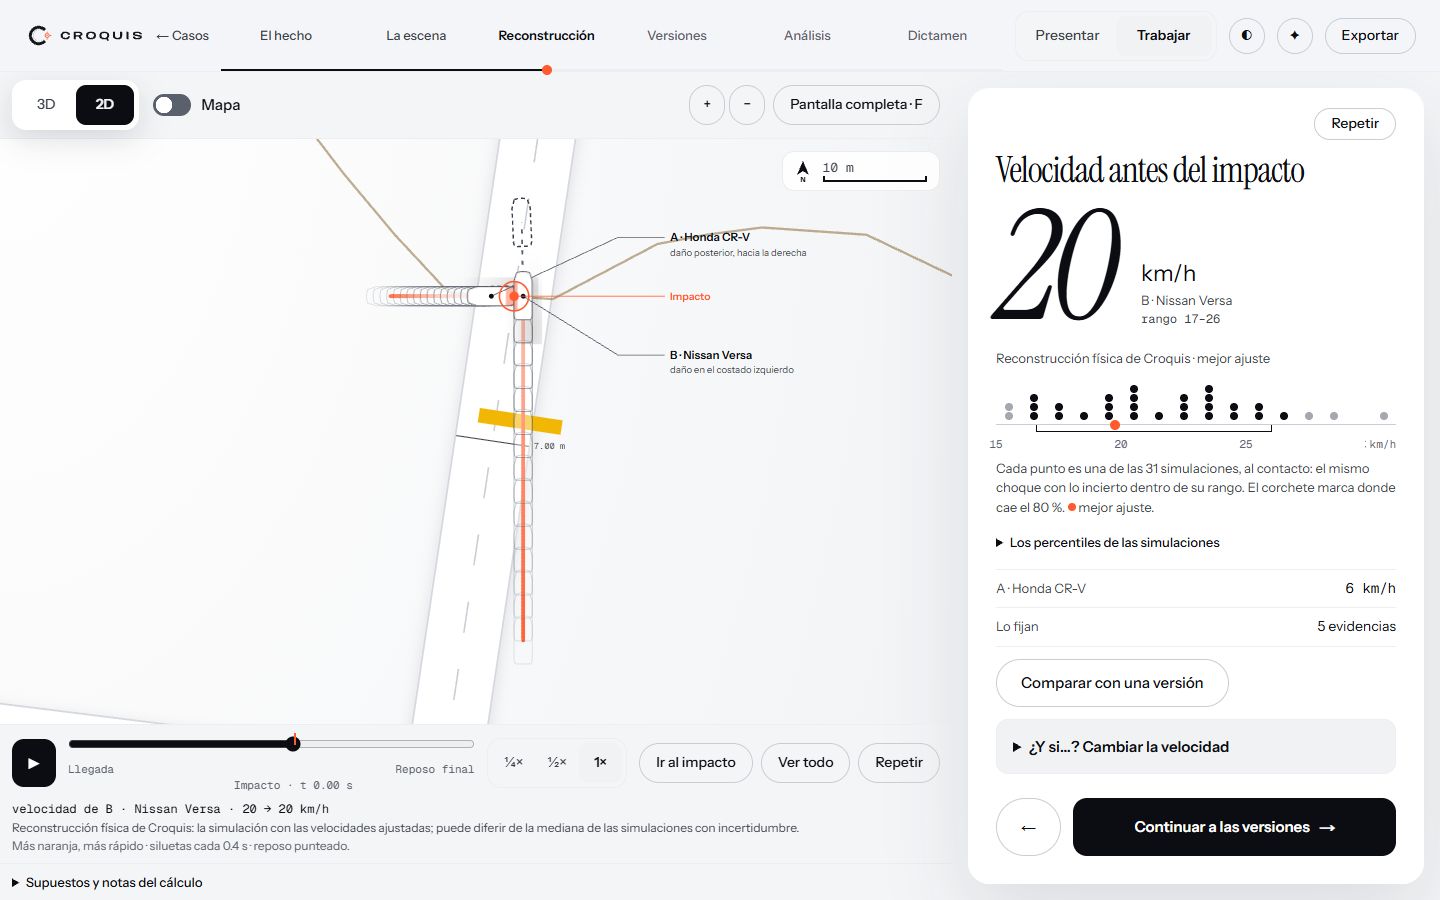 CROQUIS
← Casos
El hecho
La escena
Reconstrucción
Versiones
Análisis
Dictamen
Presentar
Trabajar
Exportar
3D
2D
Mapa
+
−
Pantalla completa · F
N
10 m
A · Honda CR-V
daño posterior, hacia la derecha
Impacto
B · Nissan Versa
daño en el costado izquierdo
7.00 m
Llegada
Reposo final
Impacto · t 0.00 s
¼×
½×
1×
Ir al impacto
Ver todo
Repetir
velocidad de B · Nissan Versa · 20 → 20 km/h
Reconstrucción física de Croquis: la simulación con las velocidades ajustadas; puede diferir de la mediana de las simulaciones con incertidumbre.
Más naranja, más rápido · siluetas cada 0.4 s · reposo punteado.
Supuestos y notas del cálculo
Repetir
Velocidad antes del impacto
20
km/h
B · Nissan Versa
rango 17–26
Reconstrucción física de Croquis · mejor ajuste
15
20
25
km/h
Cada punto es una de las 31 simulaciones, al contacto: el mismo
choque con lo incierto dentro de su rango. El corchete marca donde
cae el 80 %. mejor ajuste.
Los percentiles de las simulaciones
A · Honda CR-V
6 km/h
Lo fijan
5 evidencias
Comparar con una versión
¿Y si…? Cambiar la velocidad
←
Continuar a las versiones →